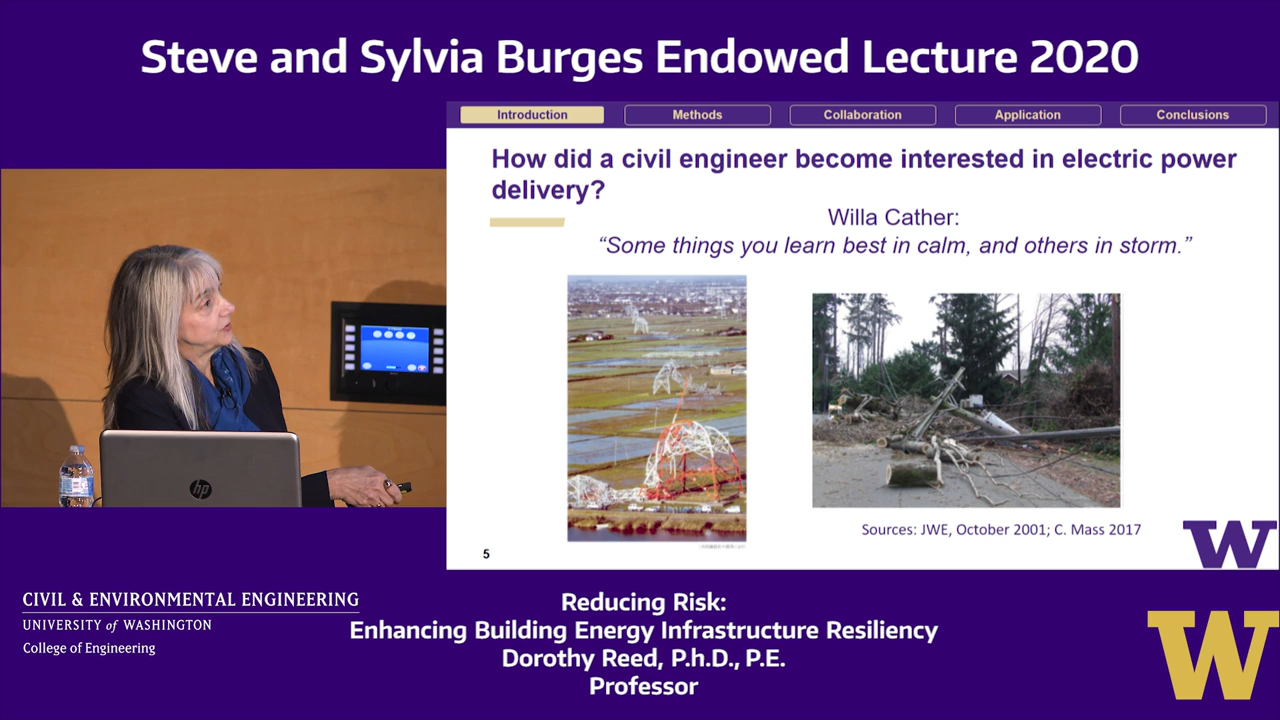 Steve and Sylvia Burges Endowed Lecture 2020
Introduction
Methods
Collaboration
Application
Conclusions
How did a civil engineer become interested in electric power
delivery?
Willa Cather:
“Some things you learn best in calm, and others in storm.”
hp
Sources: JWE, October 2001; C. Mass 2017
W
5
CIVIL & ENVIRONMENTAL ENGINEERING
UNIVERSITY of WASHINGTON
College of Engineering
Reducing Risk:
Enhancing Building Energy Infrastructure Resiliency
Dorothy Reed, P.h.D., P.E.
Professor
W